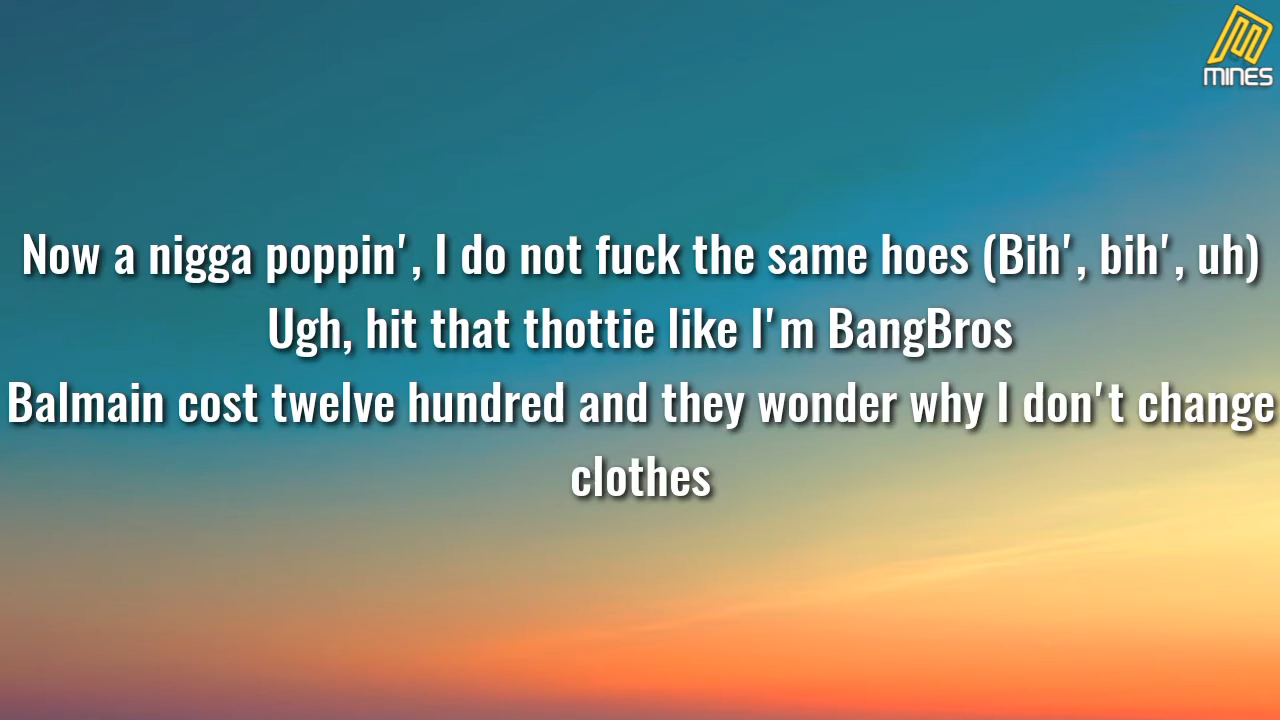 MINES
Now a nigga poppin', I do not fuck the same hoes (Bih', bih', uh)
Ugh, hit that thottie like I'm BangBros
Balmain cost twelve hundred and they wonder why I don't change
clothes